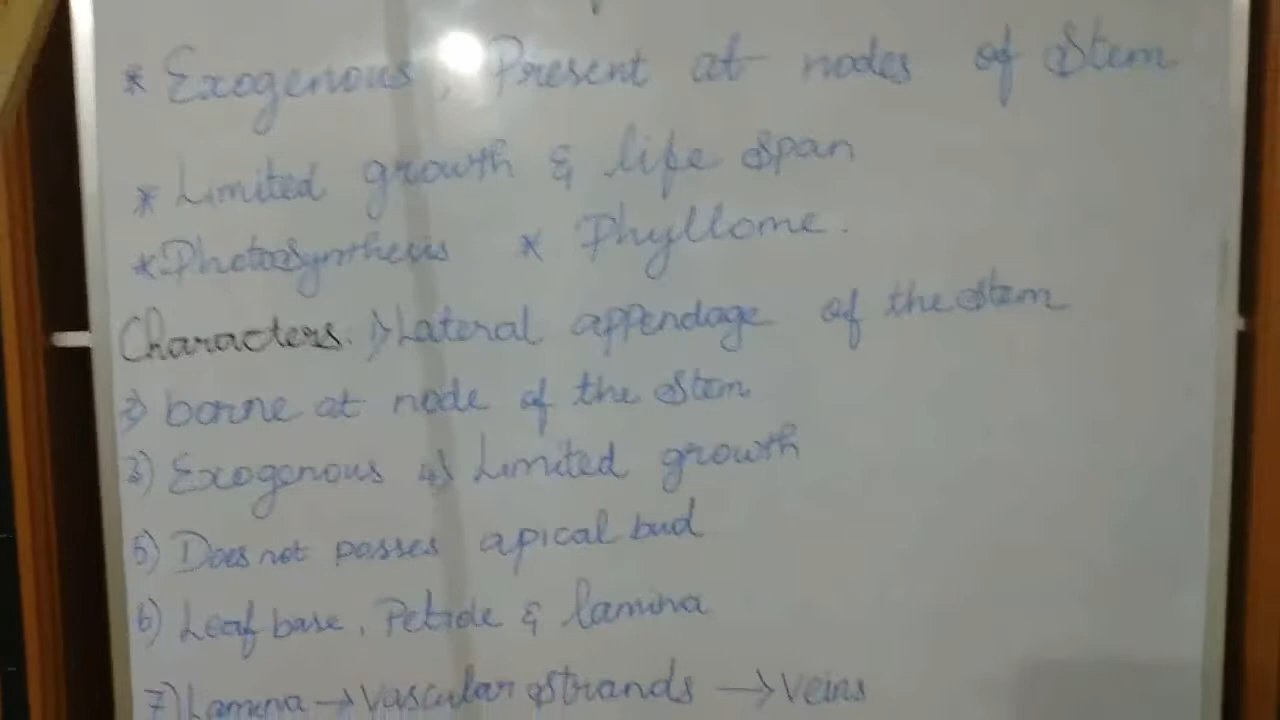 * Exogenous, Present at nodes of stem
* Limited growth & life span
* Photosynthesis * Phyllome.
Characters. 1) Lateral appendage of the stem
2) borne at node of the stem
3) Exogenous 4) Limited growth
5) Does not posses apical bud
6) Leaf base, Petiole & lamina
7) Lamina → Vascular strands → Veins